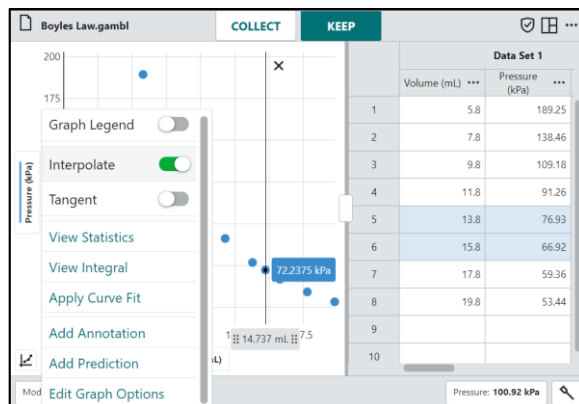 Boyles Law.gambl
COLLECT
KEEP
200
175
Pressure (kPa)
72.2375 kPa
14.737 mL
7.5
Graph Legend
Interpolate
Tangent
View Statistics
View Integral
Apply Curve Fit
Add Annotation
Add Prediction
Edit Graph Options
Data Set 1
Volume (mL) Pressure (kPa)
1 5.8 189.25
2 7.8 138.46
3 9.8 109.18
4 11.8 91.26
5 13.8 76.93
6 15.8 66.92
7 17.8 59.36
8 19.8 53.44
9
10
Pressure: 100.92 kPa